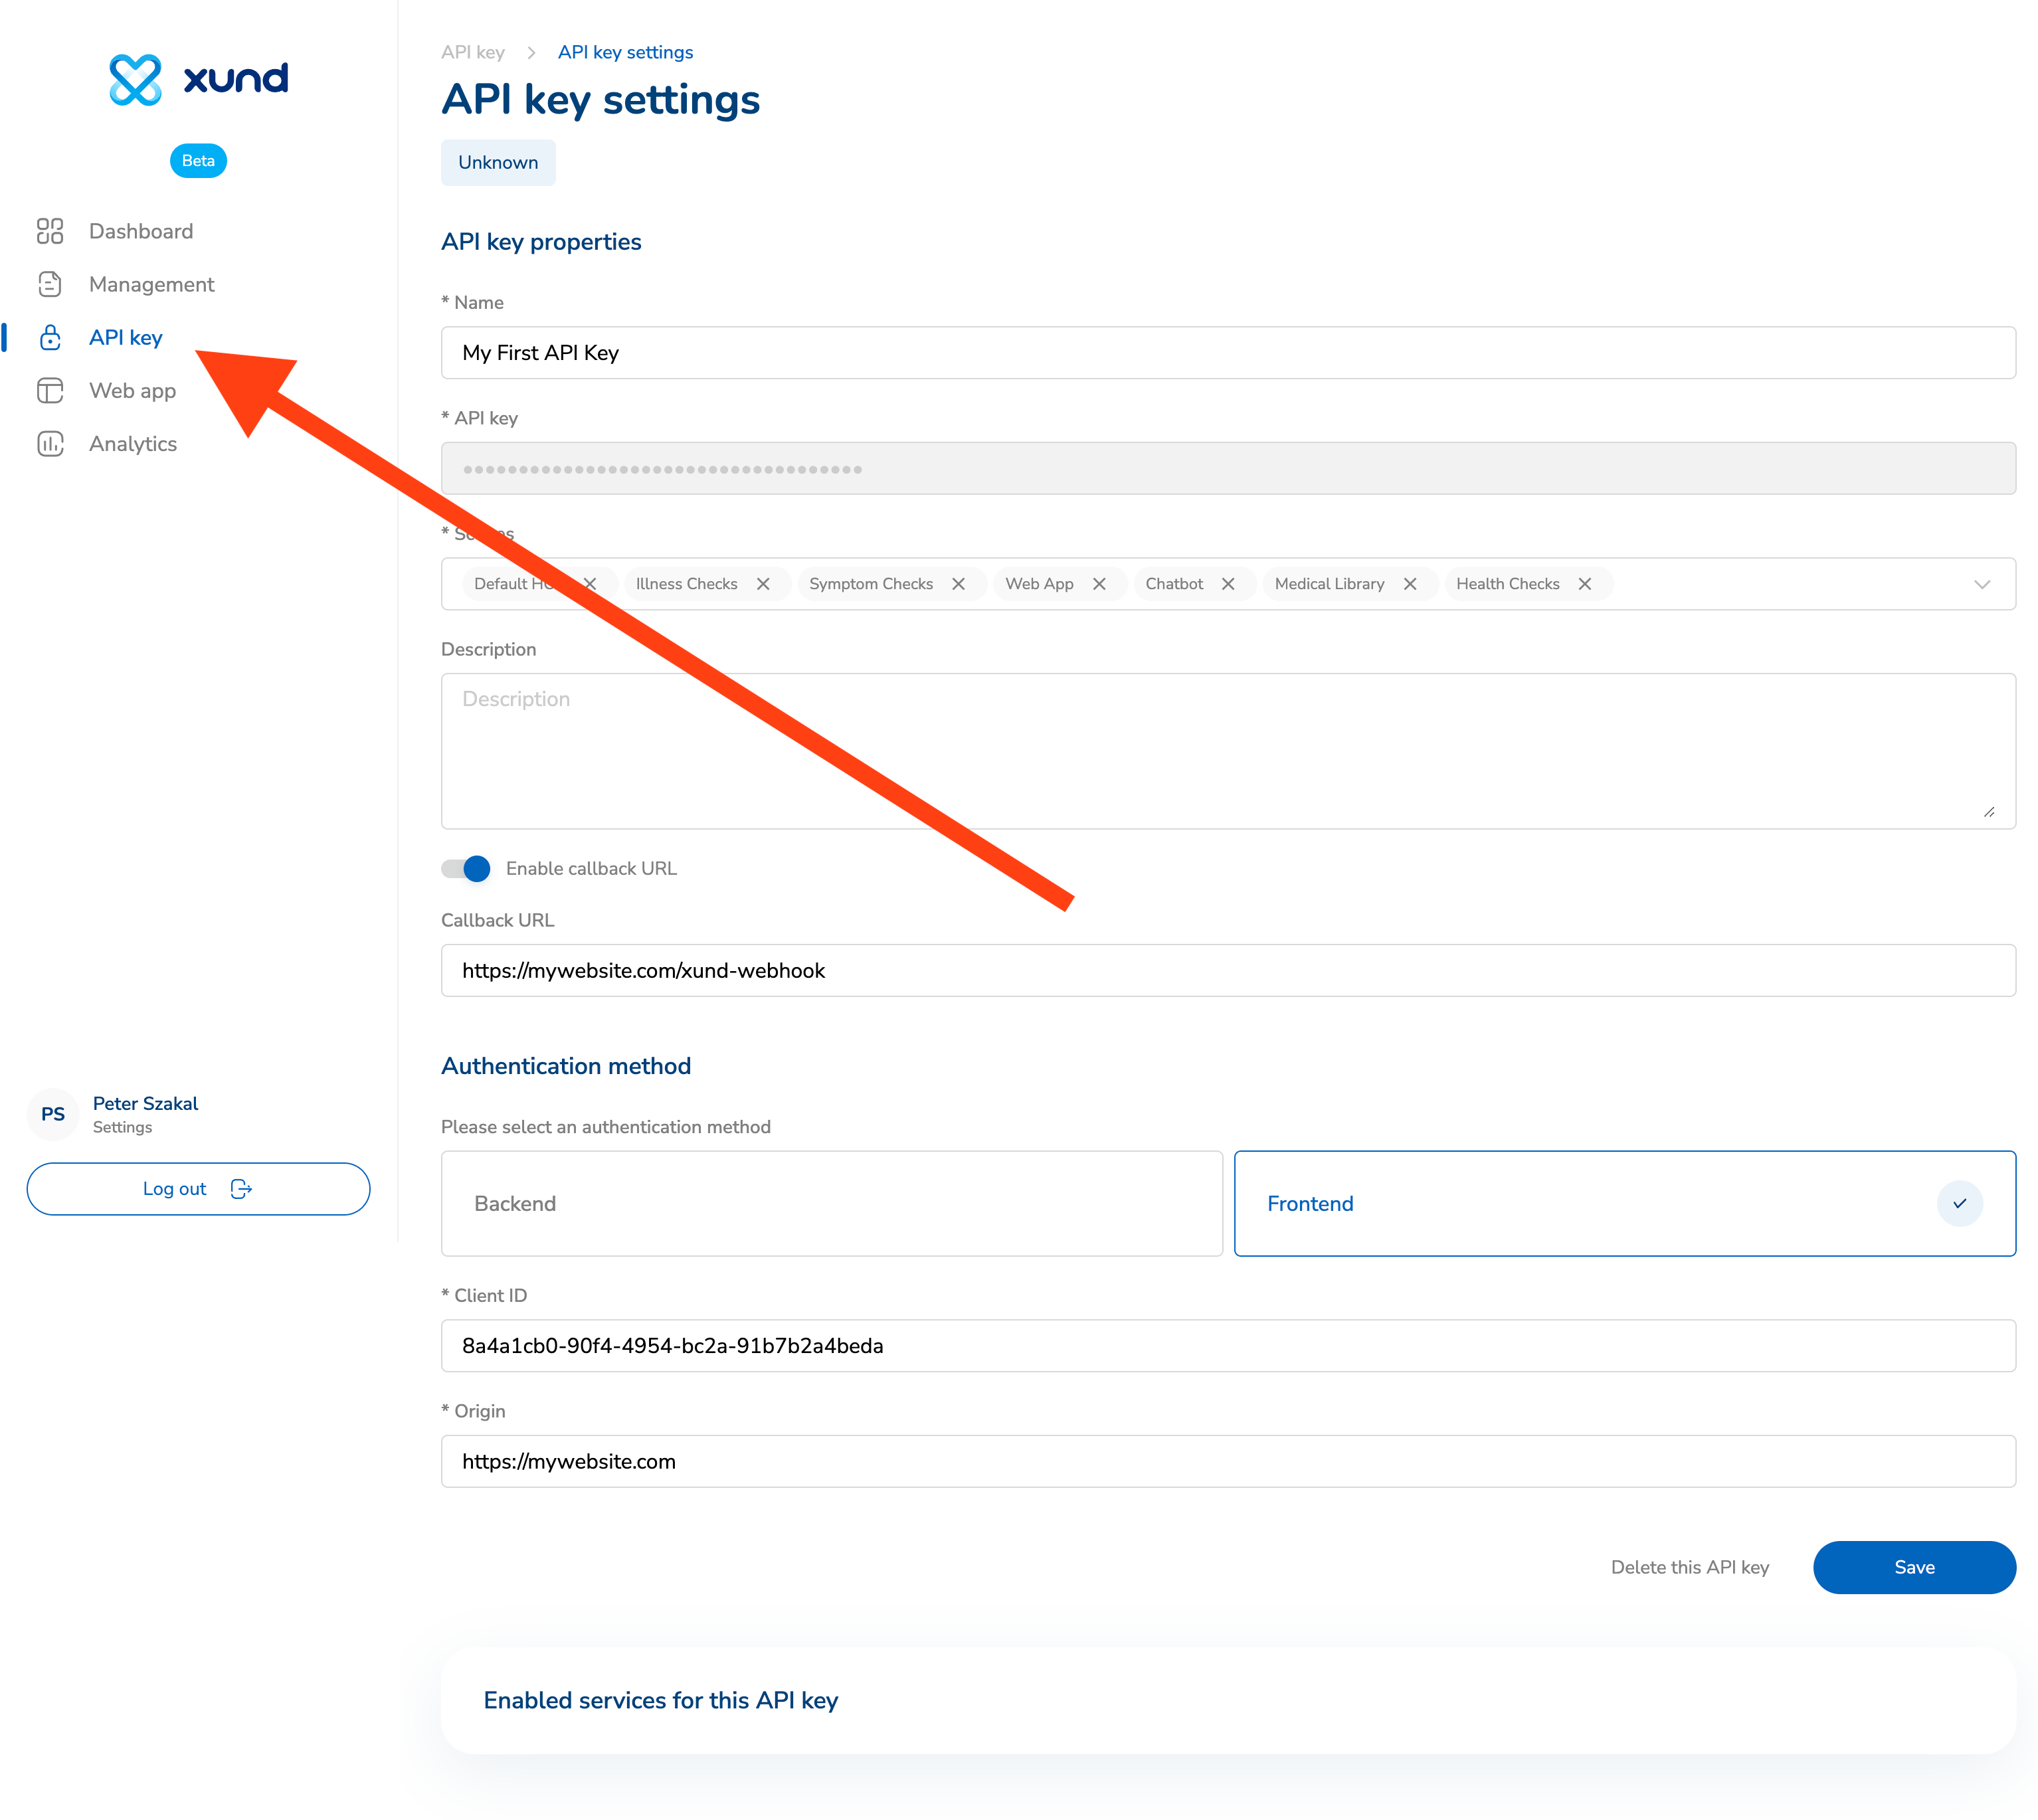 xund
Beta
Dashboard
Management
API key
Web app
Analytics
Peter Szakal
PS
Settings
Log out
API key > API key settings
API key settings
Unknown
API key properties
* Name
My First API Key
* API key
••••••••••••••••••••••••••••••••••••
*
Default Illness Checks Symptom Checks Web App Chatbot Medical Library Health Checks
Description
Description
Enable callback URL
Callback URL
https://mywebsite.com/xund-webhook
Authentication method
Please select an authentication method
Backend
Frontend
* Client ID
8a4a1cb0-90f4-4954-bc2a-91b7b2a4beda
* Origin
https://mywebsite.com
Delete this API key
Save
Enabled services for this API key